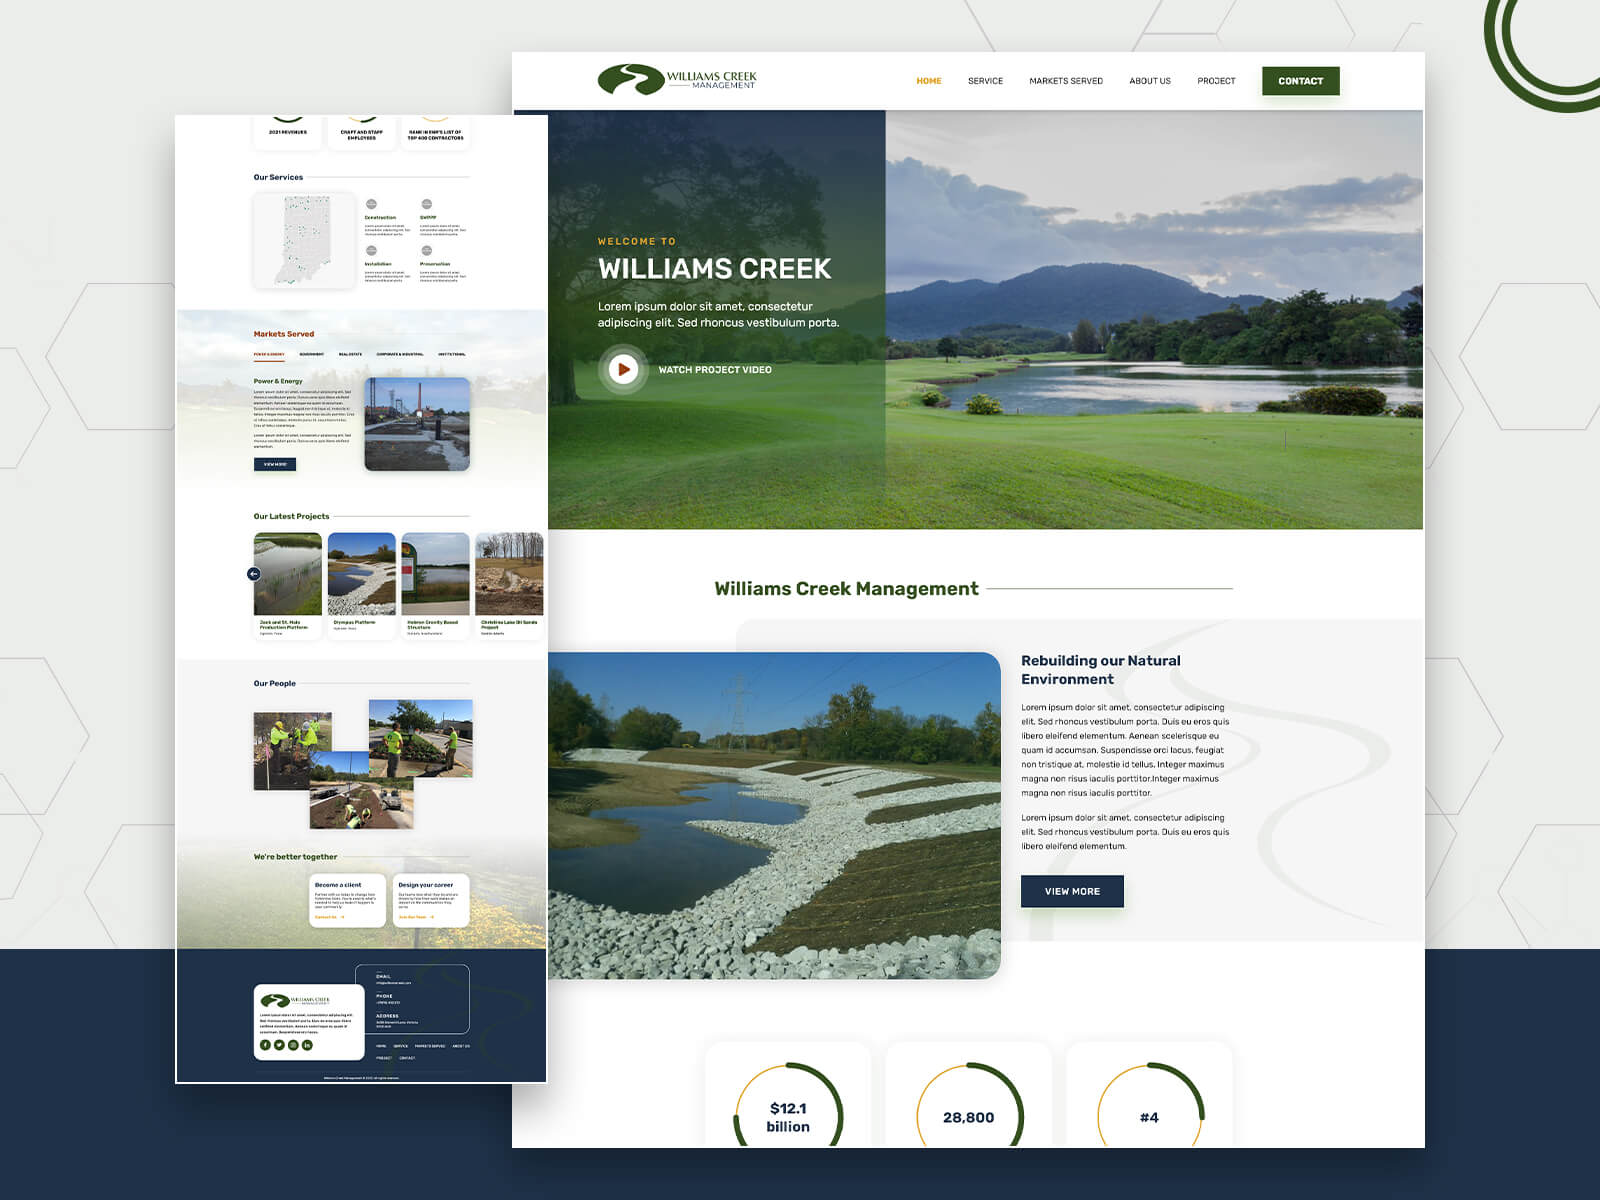 WILLIAMS CREEK
MANAGEMENT
HOME
SERVICE
MARKETS SERVED
ABOUT US
PROJECT
CONTACT
WELCOME TO
WILLIAMS CREEK
Lorem ipsum dolor sit amet, consectetur
adipiscing elit. Sed rhoncus vestibulum porta.
WATCH PROJECT VIDEO
Williams Creek Management
Rebuilding our Natural
Environment
Lorem ipsum dolor sit amet, consectetur adipiscing
elit. Sed rhoncus vestibulum porta. Duis eu eros quis
libero eleifend elementum. Aenean scelerisque eu
quam id accumsan. Suspendisse orci lacus, feugiat
non tristique at, molestie id tellus. Integer maximus
magna non risus iaculis porttitor.Integer maximus
magna non risus iaculis porttitor.
Lorem ipsum dolor sit amet, consectetur adipiscing
elit. Sed rhoncus vestibulum porta. Duis eu eros quis
libero eleifend elementum.
VIEW MORE
$12.1
billion
28,800
#4
2021 REVENUES
CRAFT AND STAFF
EMPLOYEES
RANK IN ENR'S LIST OF
TOP 400 CONTRACTORS
Our Services
Construction
SWPPP
Installation
Preservation
Markets Served
POWER & ENERGY
GOVERNMENT
REAL ESTATE
CORPORATE & INDUSTRIAL
INSTITUTIONAL
Power & Energy
VIEW MORE
Our Latest Projects
Jack and St. Malo
Production Platform
Olympus Platform
Hebron Gravity Based
Structure
Christina Lake Oil Sands
Project
Our People
We're better together
Become a client
Contact Us
Design your career
Join Our Team
WILLIAMS CREEK
MANAGEMENT
EMAIL
PHONE
ADDRESS
HOME
SERVICE
MARKETS SERVED
ABOUT US
PROJECT
CONTACT